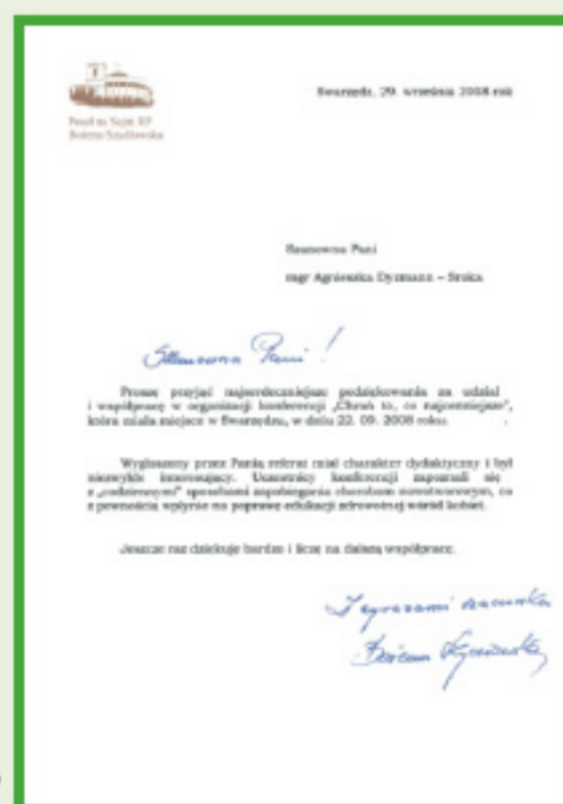 Poseł na Sejm RP
Bożena Szydłowska
Swarzędz, 29. września 2008 rok
Szanowna Pani
mgr Agnieszka Dyzmann – Sroka
Szanowna Pani!
Proszę przyjąć najserdeczniejsze podziękowania za udział
i współpracę w organizacji konferencji „Chroń to, co najcenniejsze”,
która miała miejsce w Swarzędzu, w dniu 22. 09. 2008 roku.
Wygłoszony przez Panią referat miał charakter dydaktyczny i był
niezwykle interesujący. Uczestnicy konferencji zapoznali się
z „codziennymi” sposobami zapobiegania chorobom nowotworowym, co
z pewnością wpłynie na poprawę edukacji zdrowotnej wśród kobiet.
Jeszcze raz dziękuję bardzo i liczę na dalszą współpracę.
Z wyrazami szacunku
Bożena Szydłowska